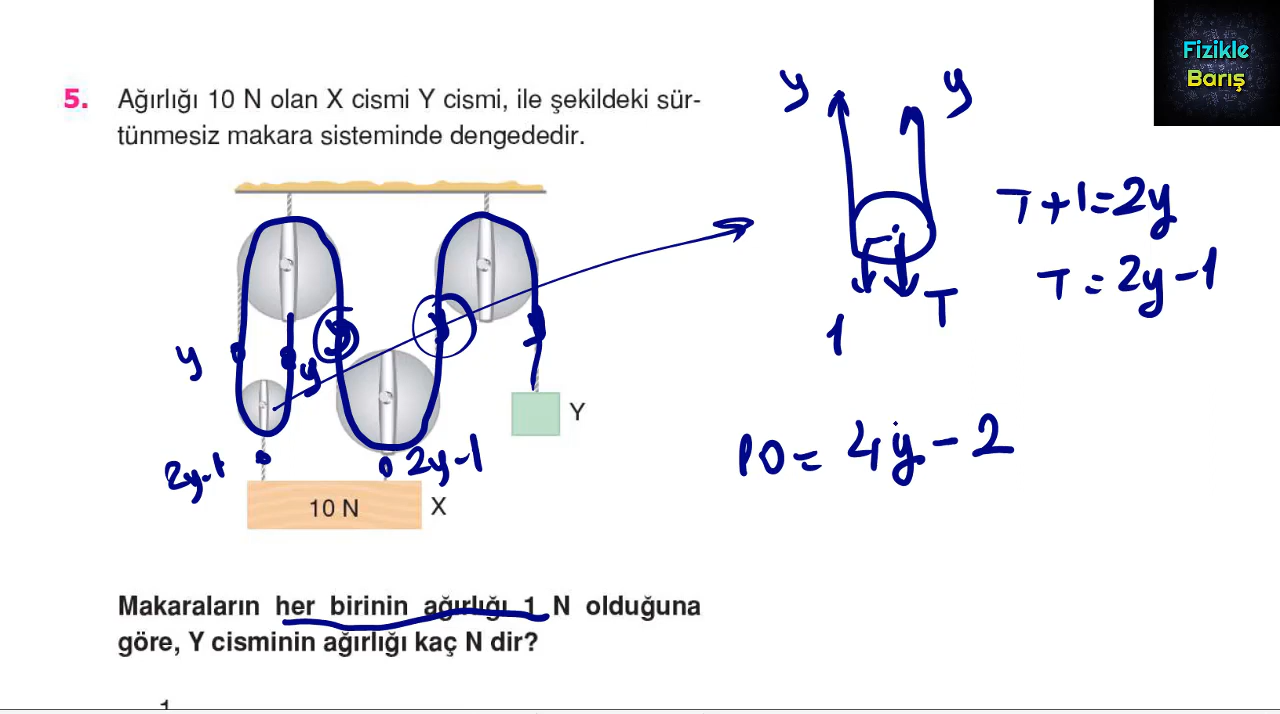 Fizikle
Barış
5. Ağırlığı 10 N olan X cismi Y cismi, ile şekildeki sür-
tünmesiz makara sisteminde dengededir.
y y
T+1=2y
T=2y-1
1 T
y y
Y
2y-1 2y-1
10 N X
10= 4y-2
Makaraların her birinin ağırlığı 1 N olduğuna
göre, Y cisminin ağırlığı kaç N dir?